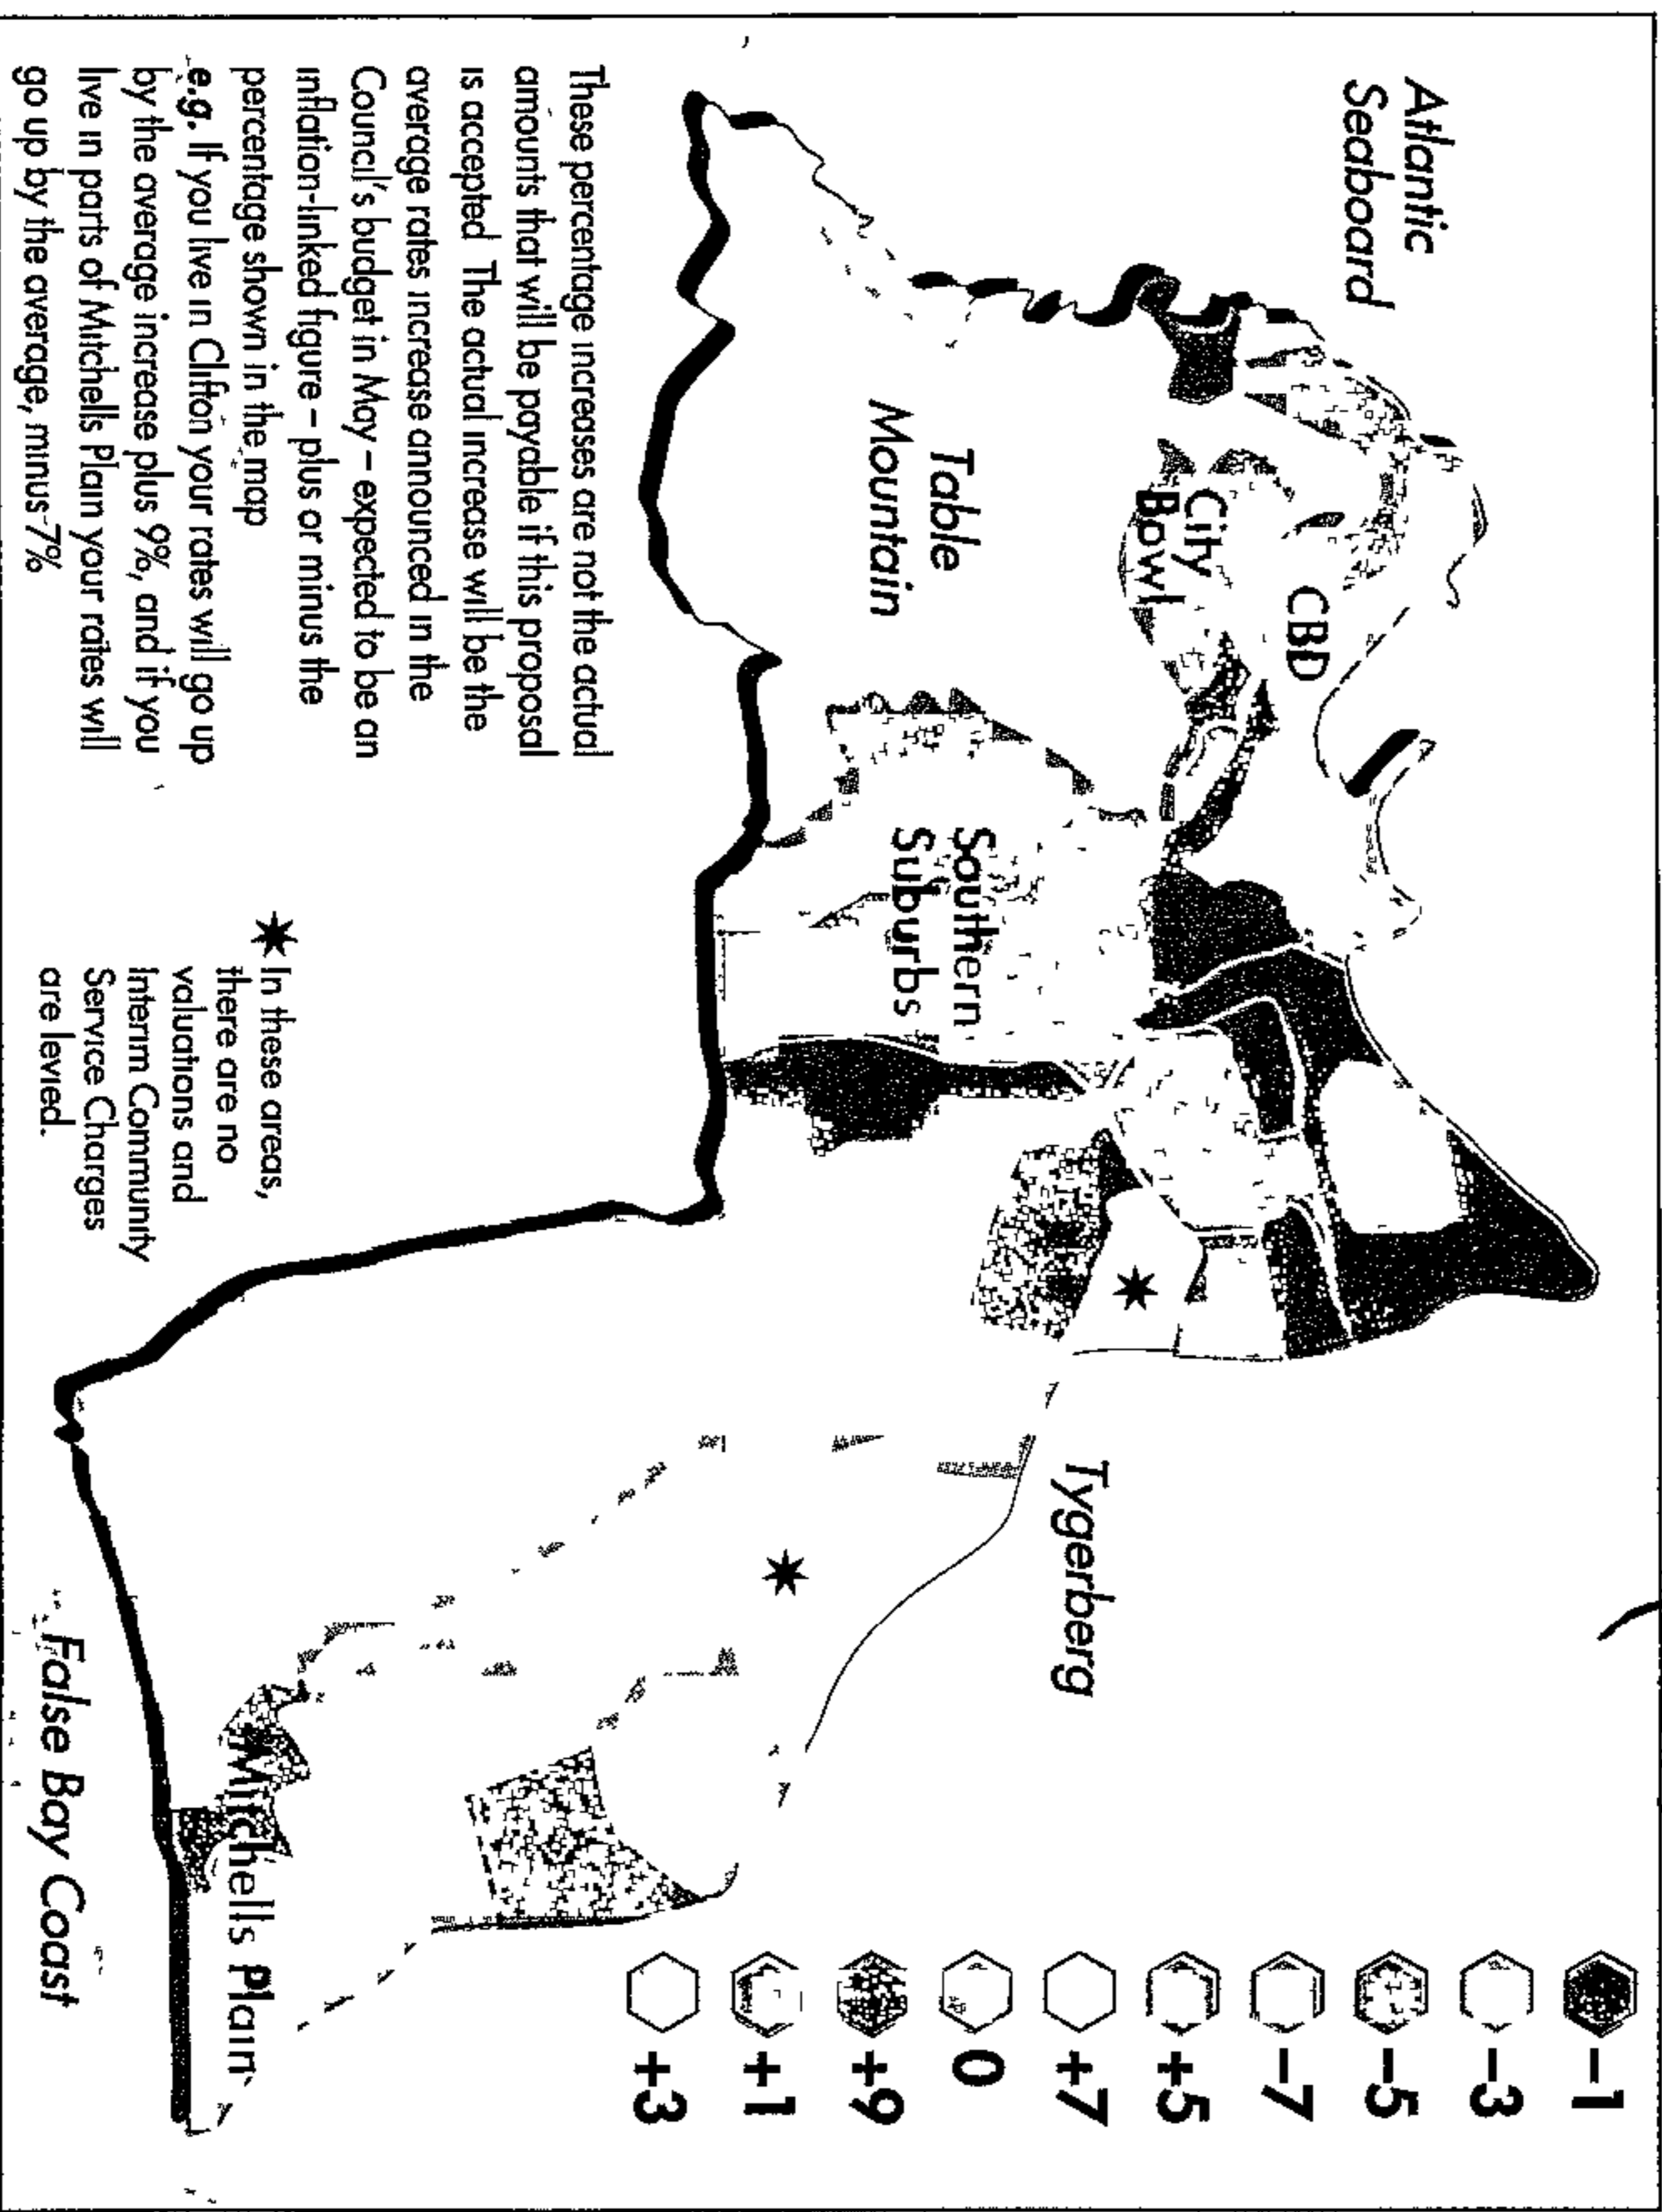 Atlantic
Seaboard
CBD
City
Bowl
Table
Mountain
Southern
Suburbs
Tygerberg
Mitchells Plain
False Bay Coast
–1
–3
–5
–7
+5
+7
0
+9
+1
+3
These percentage increases are not the actual
amounts that will be payable if this proposal
is accepted The actual increase will be the
average rates increase announced in the
Council's budget in May – expected to be an
inflation-linked figure – plus or minus the
percentage shown in the map
e.g. If you live in Clifton your rates will go up
by the average increase plus 9%, and if you
live in parts of Mitchells Plain your rates will
go up by the average, minus 7%
✶ In these areas,
there are no
valuations and
Interim Community
Service Charges
are levied.